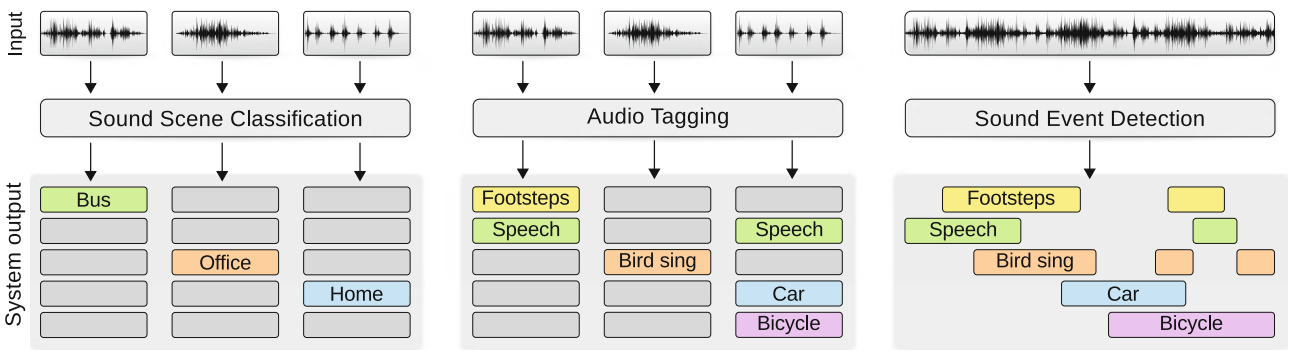 Input
Sound Scene Classification
Audio Tagging
Sound Event Detection
System output
Bus
Office
Home
Footsteps
Speech
Speech
Bird sing
Car
Bicycle
Footsteps
Speech
Bird sing
Car
Bicycle